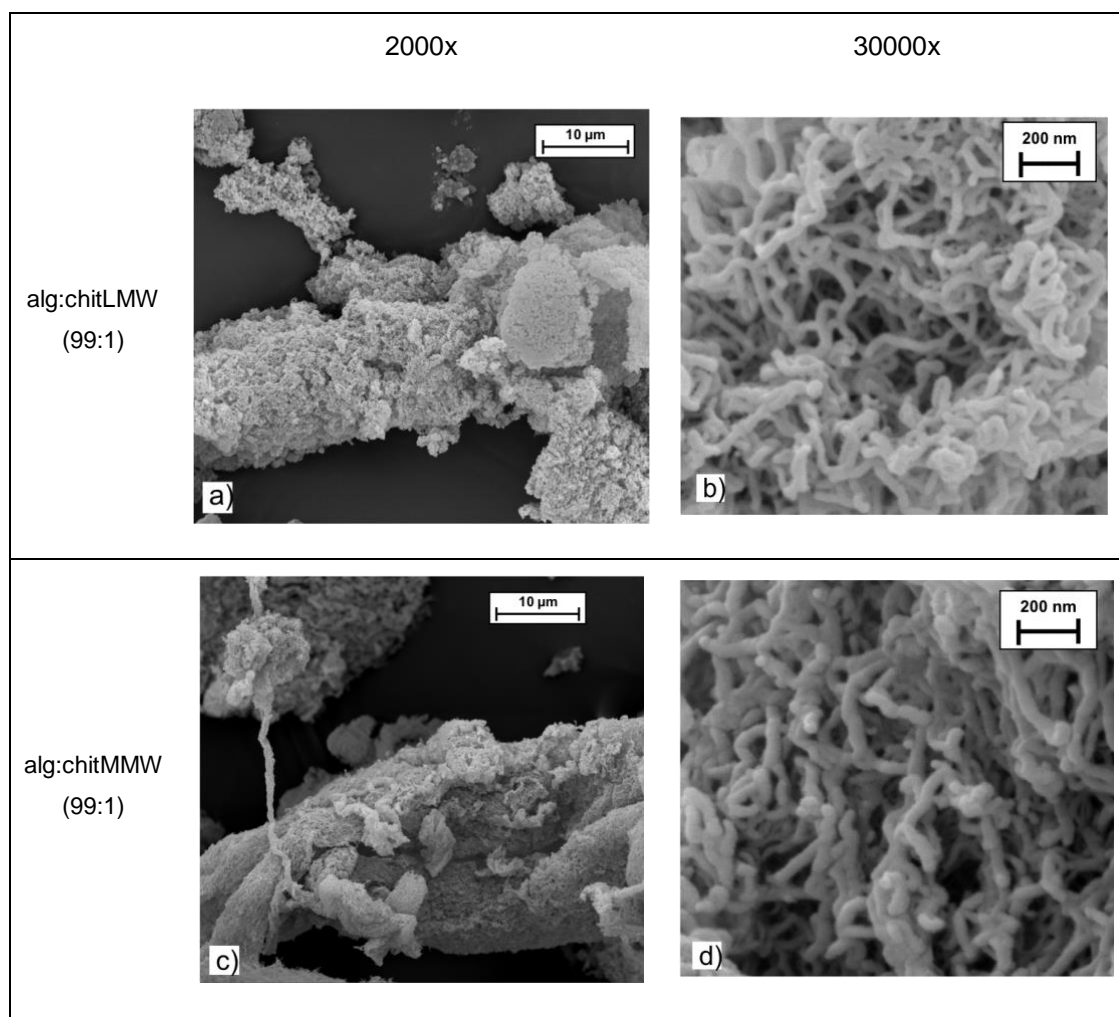 2000x
30000x
alg:chitLMW
(99:1)
10 µm
200 nm
a)
b)
alg:chitMMW
(99:1)
10 µm
200 nm
c)
d)